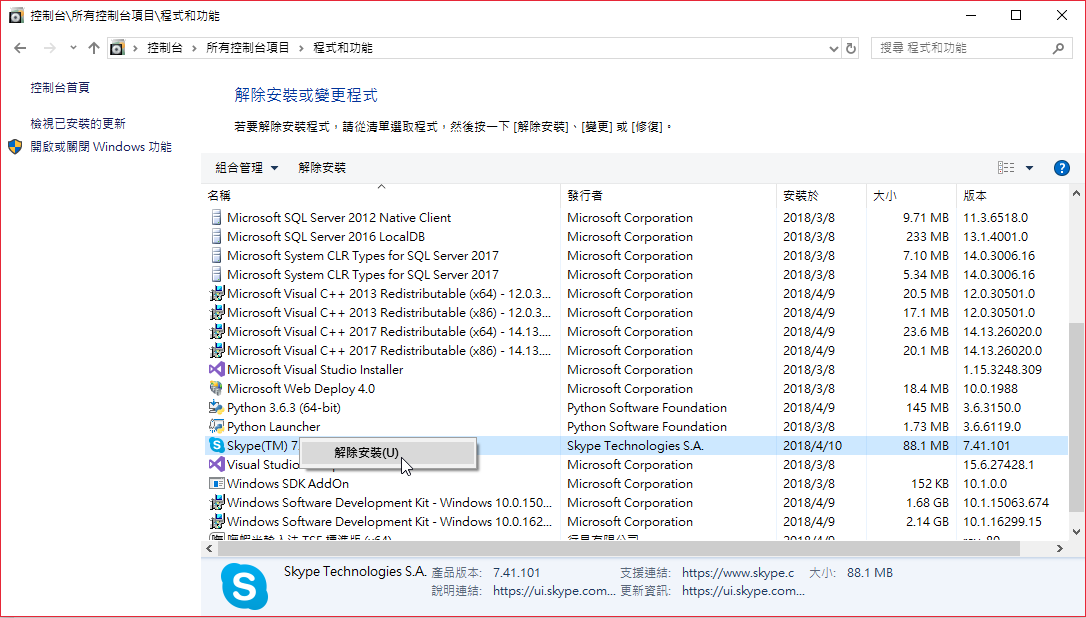 控制台\所有控制台項目\程式和功能
控制台 › 所有控制台項目 › 程式和功能
搜尋 程式和功能
控制台首頁
檢視已安裝的更新
開啟或關閉 Windows 功能
解除安裝或變更程式
若要解除安裝程式，請從清單選取程式，然後按一下 [解除安裝]、[變更] 或 [修復]。
組合管理 解除安裝
名稱 發行者 安裝於 大小 版本
Microsoft SQL Server 2012 Native Client Microsoft Corporation 2018/3/8 9.71 MB 11.3.6518.0
Microsoft SQL Server 2016 LocalDB Microsoft Corporation 2018/3/8 233 MB 13.1.4001.0
Microsoft System CLR Types for SQL Server 2017 Microsoft Corporation 2018/3/8 7.10 MB 14.0.3006.16
Microsoft System CLR Types for SQL Server 2017 Microsoft Corporation 2018/3/8 5.34 MB 14.0.3006.16
Microsoft Visual C++ 2013 Redistributable (x64) - 12.0.3... Microsoft Corporation 2018/4/9 20.5 MB 12.0.30501.0
Microsoft Visual C++ 2013 Redistributable (x86) - 12.0.3... Microsoft Corporation 2018/4/9 17.1 MB 12.0.30501.0
Microsoft Visual C++ 2017 Redistributable (x64) - 14.13.... Microsoft Corporation 2018/4/9 23.6 MB 14.13.26020.0
Microsoft Visual C++ 2017 Redistributable (x86) - 14.13.... Microsoft Corporation 2018/4/9 20.1 MB 14.13.26020.0
Microsoft Visual Studio Installer Microsoft Corporation 2018/3/8 1.15.3248.309
Microsoft Web Deploy 4.0 Microsoft Corporation 2018/3/8 18.4 MB 10.0.1988
Python 3.6.3 (64-bit) Python Software Foundation 2018/3/8 145 MB 3.6.3150.0
Python Launcher Python Software Foundation 2018/3/8 1.73 MB 3.6.6119.0
Skype(TM) 7. Skype Technologies S.A. 2018/4/10 88.1 MB 7.41.101
解除安裝(U)
Visual Studio Microsoft Corporation 2018/3/8 15.6.27428.1
Windows SDK AddOn Microsoft Corporation 2018/3/8 152 KB 10.1.0.0
Windows Software Development Kit - Windows 10.0.150... Microsoft Corporation 2018/4/9 1.68 GB 10.1.15063.674
Windows Software Development Kit - Windows 10.0.162... Microsoft Corporation 2018/4/9 2.14 GB 10.1.16299.15
Skype Technologies S.A. 產品版本: 7.41.101 支援連結: https://www.skype.c 大小: 88.1 MB
說明連結: https://ui.skype.com... 更新資訊: https://ui.skype.com...